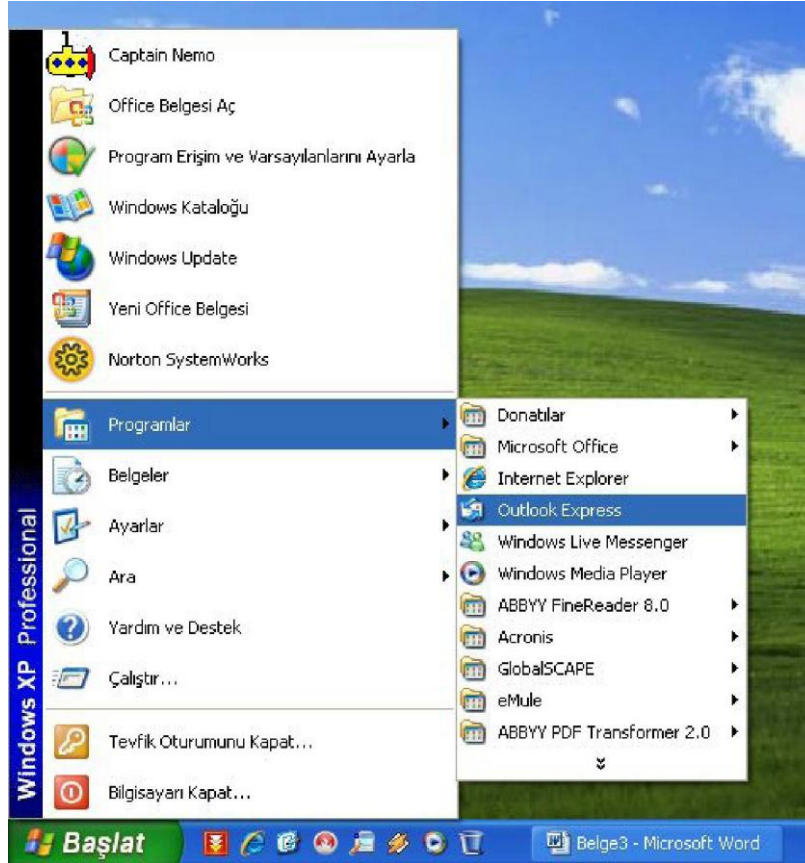 Captain Nemo
Office Belgesi Aç
Program Erişim ve Varsayılanlarını Ayarla
Windows Kataloğu
Windows Update
Yeni Office Belgesi
Norton SystemWorks
Programlar
Belgeler
Ayarlar
Ara
Yardım ve Destek
Çalıştır...
Tevfik Oturumunu Kapat...
Bilgisayarı Kapat...
Windows XP Professional
Donatılar
Microsoft Office
Internet Explorer
Outlook Express
Windows Live Messenger
Windows Media Player
ABBYY FineReader 8.0
Acronis
GlobalSCAPE
eMule
ABBYY PDF Transformer 2.0
Başlat
Belge3 - Microsoft Word